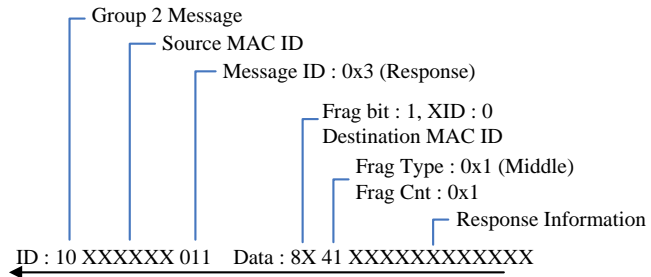 Group 2 Message
Source MAC ID
Message ID : 0x3 (Response)
Frag bit : 1, XID : 0
Destination MAC ID
Frag Type : 0x1 (Middle)
Frag Cnt : 0x1
Response Information
ID : 10 XXXXXX 011 Data : 8X 41 XXXXXXXXXXXX